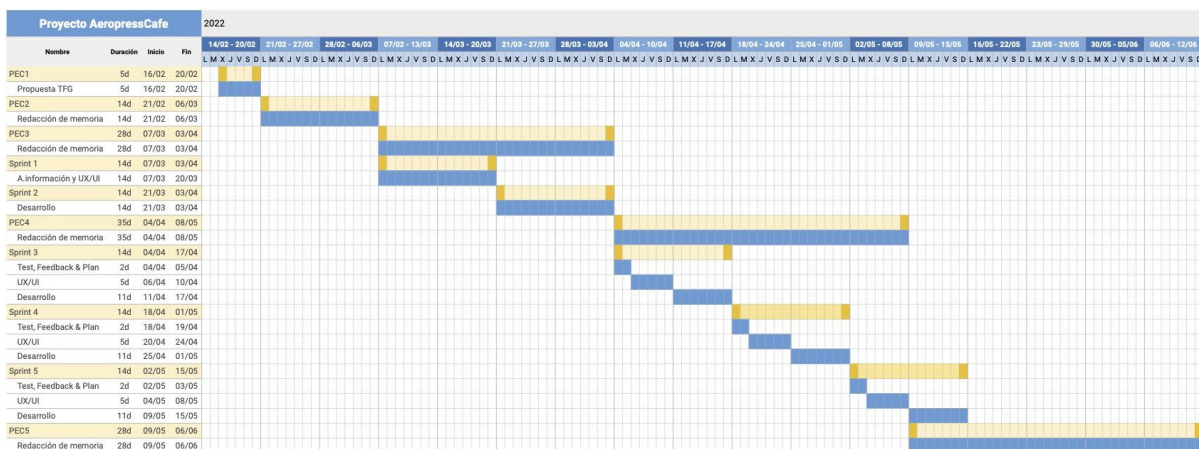 Proyecto AeropressCafe 2022
Nombre Duración Inicio Fin 14/02 - 20/02 21/02 - 27/02 28/02 - 06/03 07/02 - 13/03 14/03 - 20/03 21/03 - 27/03 28/03 - 03/04 04/04 - 10/04 11/04 - 17/04 18/04 - 24/04 25/04 - 01/05 02/05 - 08/05 09/05 - 15/05 16/05 - 22/05 23/05 - 29/05 30/05 - 05/06 06/06 - 12/06
L M X J V S D L M X J V S D L M X J V S D L M X J V S D L M X J V S D L M X J V S D L M X J V S D L M X J V S D L M X J V S D L M X J V S D L M X J V S D L M X J V S D L M X J V S D L M X J V S D L M X J V S D L M X J V S D L M X J V S D
PEC1 5d 16/02 20/02
Propuesta TFG 5d 16/02 20/02
PEC2 14d 21/02 06/03
Redacción de memoria 14d 21/02 06/03
PEC3 28d 07/03 03/04
Redacción de memoria 28d 07/03 03/04
Sprint 1 14d 07/03 03/04
A.información y UX/UI 14d 07/03 20/03
Sprint 2 14d 21/03 03/04
Desarrollo 14d 21/03 03/04
PEC4 35d 04/04 08/05
Redacción de memoria 35d 04/04 08/05
Sprint 3 14d 04/04 17/04
Test, Feedback & Plan 2d 04/04 05/04
UX/UI 5d 06/04 10/04
Desarrollo 11d 11/04 17/04
Sprint 4 14d 18/04 01/05
Test, Feedback & Plan 2d 18/04 19/04
UX/UI 5d 20/04 24/04
Desarrollo 11d 25/04 01/05
Sprint 5 14d 02/05 15/05
Test, Feedback & Plan 2d 02/05 03/05
UX/UI 5d 04/05 08/05
Desarrollo 11d 09/05 15/05
PEC5 28d 09/05 06/06
Redacción de memoria 28d 09/05 06/06